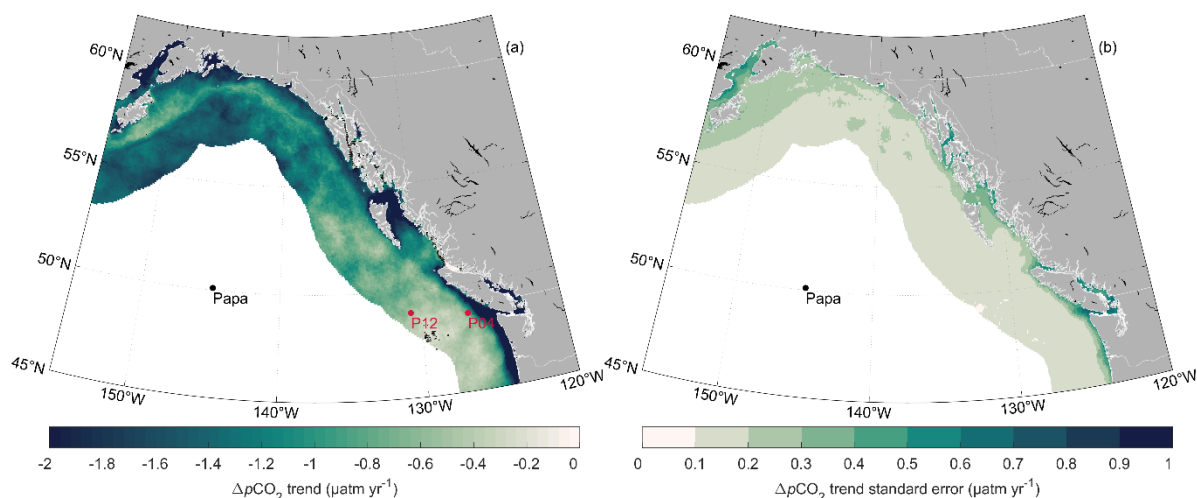 (a)
60°N
55°N
50°N
45°N
150°W
140°W
130°W
120°W
Papa
P12
P04
-2 -1.8 -1.6 -1.4 -1.2 -1 -0.8 -0.6 -0.4 -0.2 0
ΔpCO₂ trend (µatm yr⁻¹)
(b)
60°N
55°N
50°N
45°N
150°W
140°W
130°W
120°W
Papa
0 0.1 0.2 0.3 0.4 0.5 0.6 0.7 0.8 0.9 1
ΔpCO₂ trend standard error (µatm yr⁻¹)